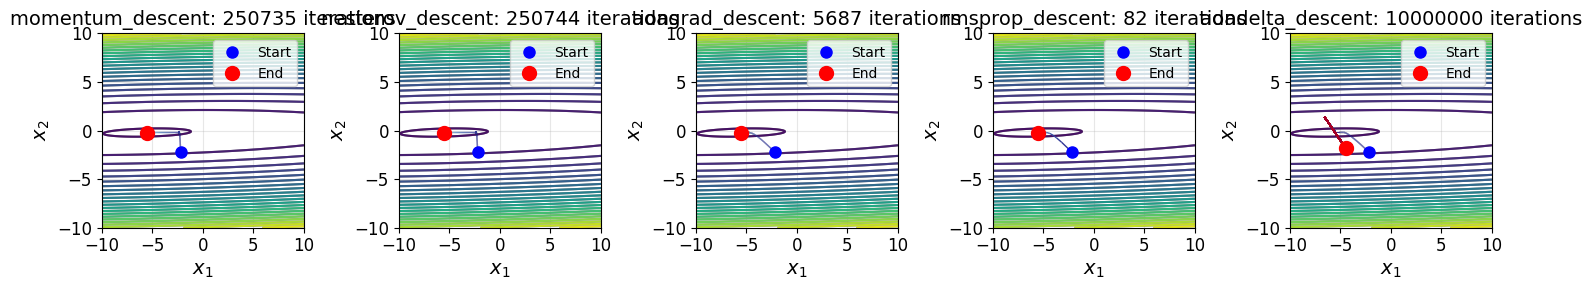 momentum_descent: 250735 iterations
10
5
0
−5
−10
x2
Start
End
−10 −5 0 5 10
x1
nesterov_descent: 250744 iterations
10
5
0
−5
−10
x2
Start
End
−10 −5 0 5 10
x1
adagrad_descent: 5687 iterations
10
5
0
−5
−10
x2
Start
End
−10 −5 0 5 10
x1
rmsprop_descent: 82 iterations
10
5
0
−5
−10
x2
Start
End
−10 −5 0 5 10
x1
adadelta_descent: 10000000 iterations
10
5
0
−5
−10
x2
Start
End
−10 −5 0 5 10
x1